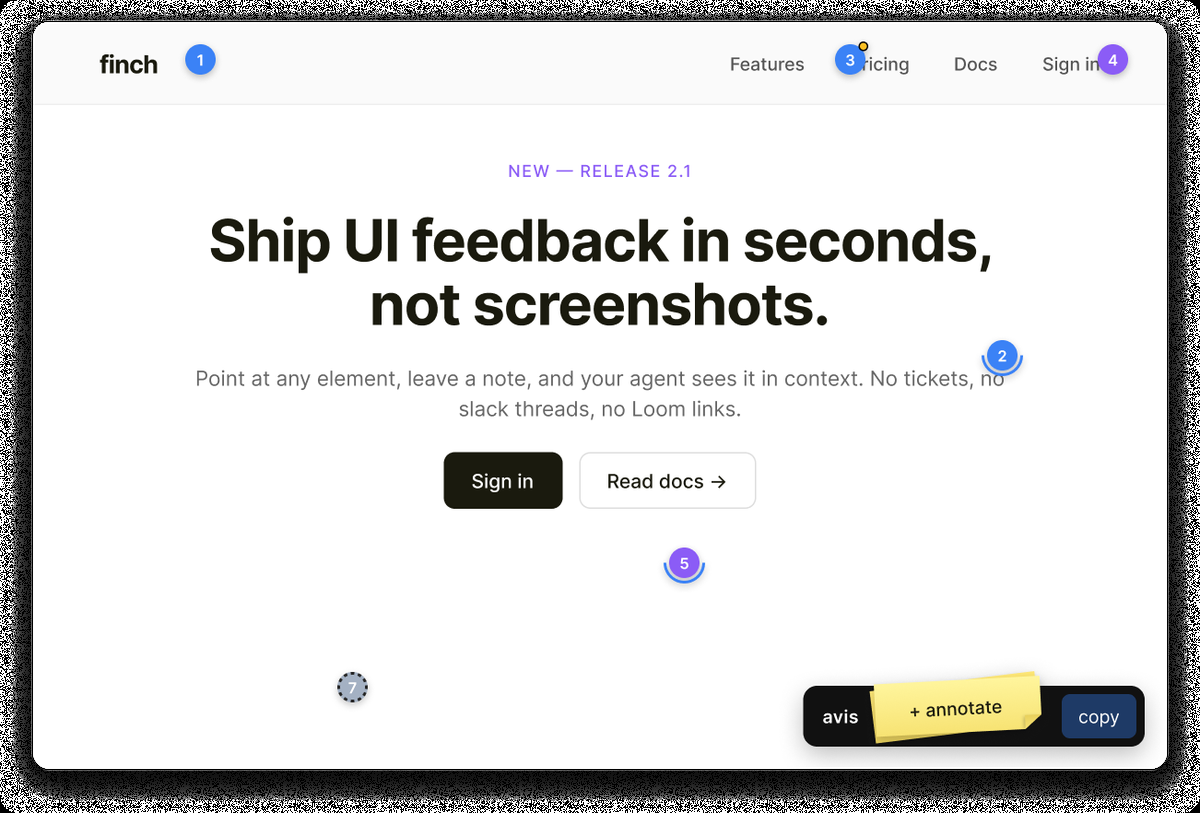 finch 1 Features 3 ricing Docs Sign in 4
NEW — RELEASE 2.1
Ship UI feedback in seconds,
not screenshots.
2
Point at any element, leave a note, and your agent sees it in context. No tickets, no
slack threads, no Loom links.
Sign in Read docs →
5
7
avis + annotate copy